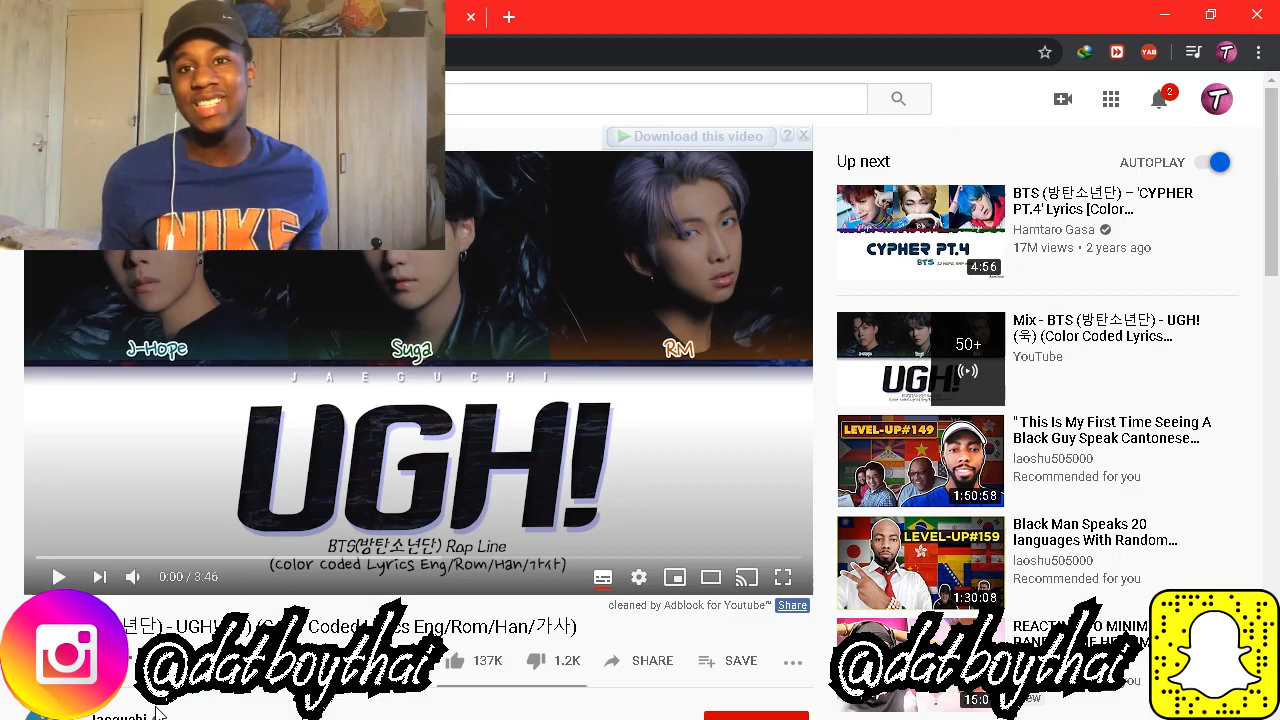 2
T
Download this video ? x
NIKE
J-Hope
Suga
RM
JAEGUCHI
UGH!
BTS(방탄소년단) Rap Line
(color coded Lyrics Eng/Rom/Han/가사)
0:00 / 3:46
cleaned by Adblock for Youtube™ Share
Coded
cs Eng/Rom/Han/가사)
137K
1.2K
SHARE
SAVE
@datboythai
Up next
AUTOPLAY
CYPHER PT.4
BTS
4:56
BTS (방탄소년단) – 'CYPHER
PT.4' Lyrics [Color...
Hamtaro Gasa
17M views • 2 years ago
UGH!
50+
Mix - BTS (방탄소년단) - UGH!
(욱) (Color Coded Lyrics...
YouTube
LEVEL-UP#149
1:50:58
"This Is My First Time Seeing A
Black Guy Speak Cantonese...
laoshu505000
Recommended for you
LEVEL-UP#159
1:30:08
Black Man Speaks 20
languages With Random...
laoshu505000
Recommended for you
@datboythai